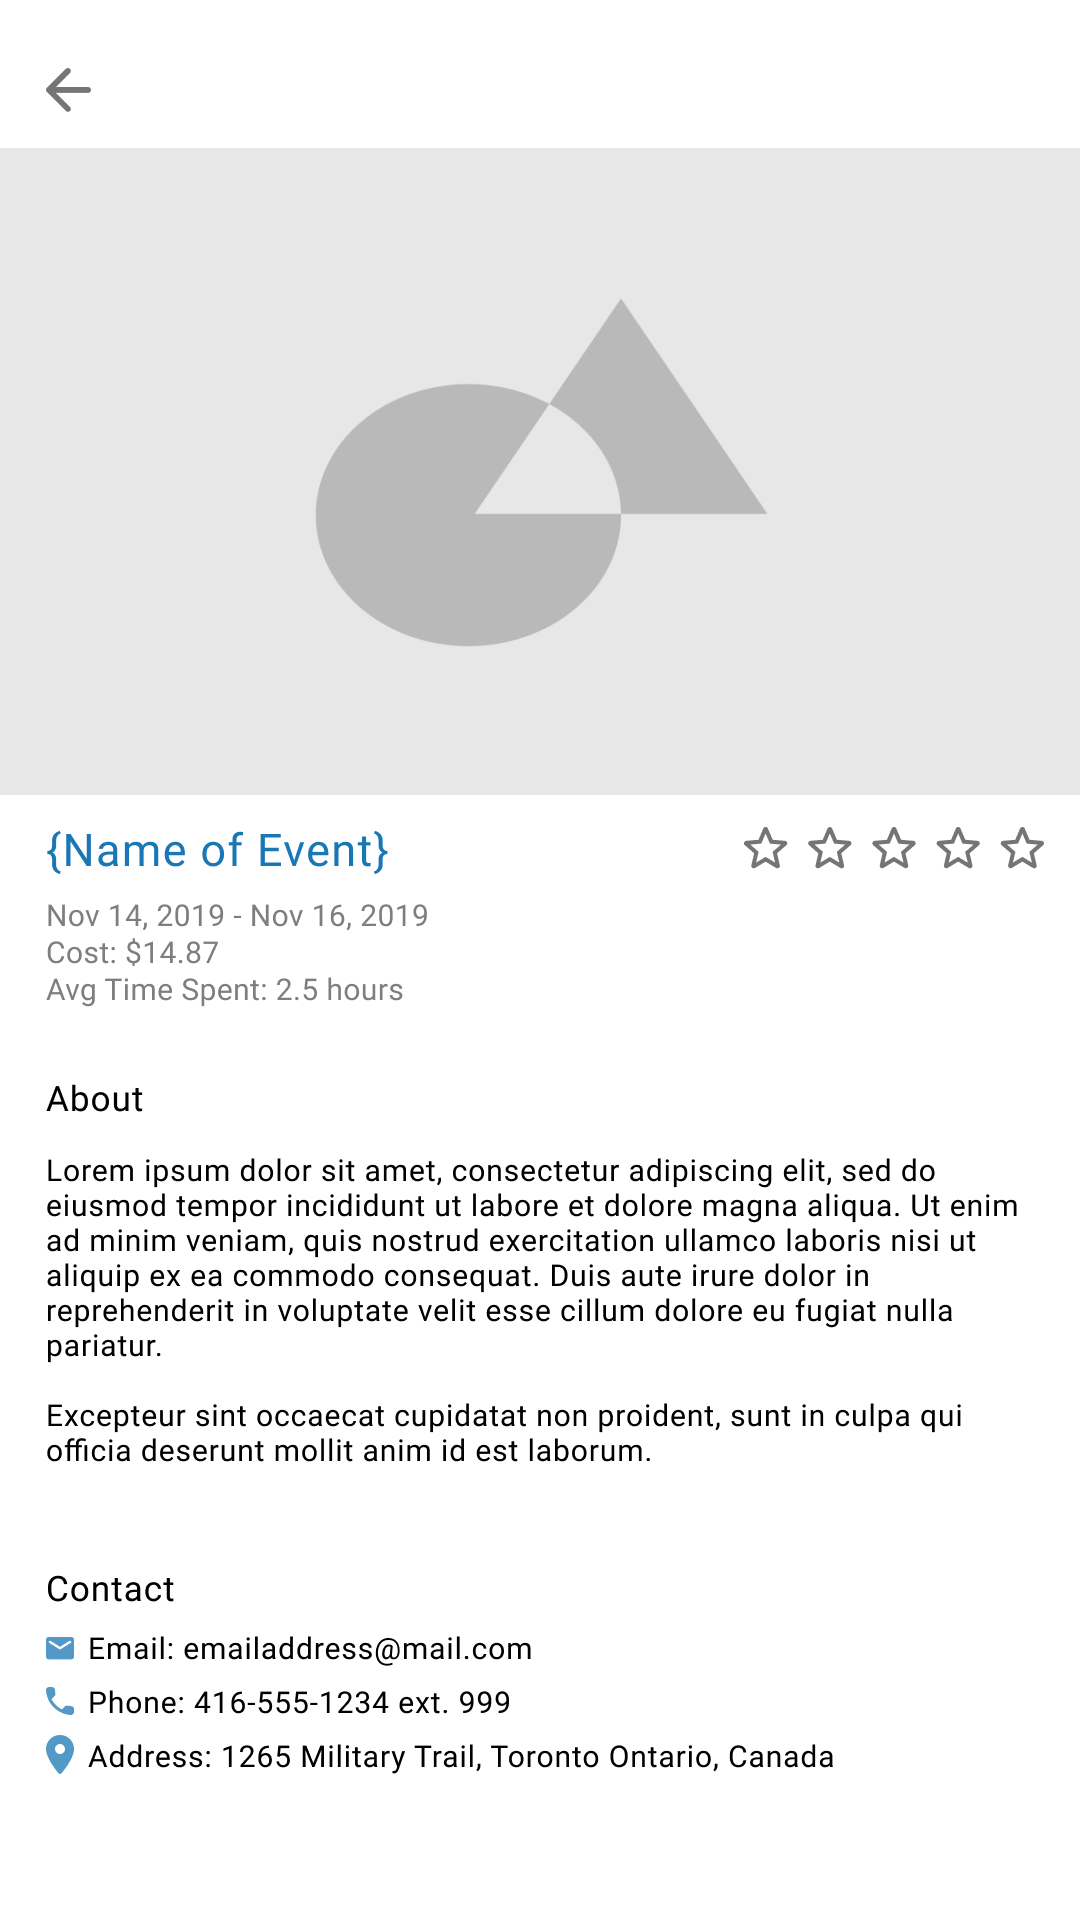 {Name of Event}
Nov 14, 2019 - Nov 16, 2019
Cost: $14.87
Avg Time Spent: 2.5 hours
About
Lorem ipsum dolor sit amet, consectetur adipiscing elit, sed do
eiusmod tempor incididunt ut labore et dolore magna aliqua. Ut enim
ad minim veniam, quis nostrud exercitation ullamco laboris nisi ut
aliquip ex ea commodo consequat. Duis aute irure dolor in
reprehenderit in voluptate velit esse cillum dolore eu fugiat nulla
pariatur.
Excepteur sint occaecat cupidatat non proident, sunt in culpa qui
officia deserunt mollit anim id est laborum.
Contact
Email: emailaddress@mail.com
Phone: 416-555-1234 ext. 999
Address: 1265 Military Trail, Toronto Ontario, Canada